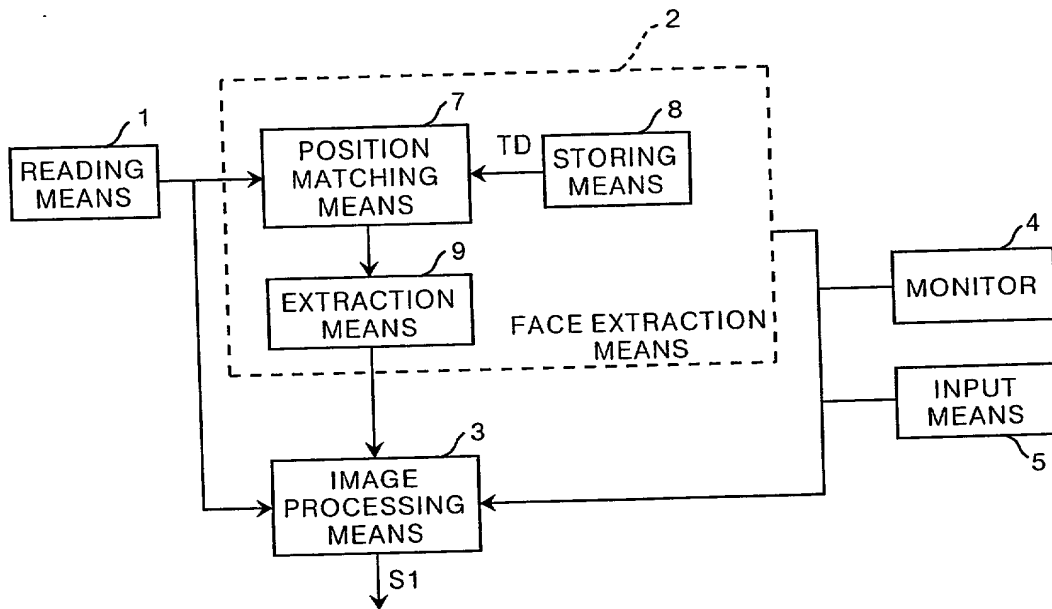 2
1
7
8
READING
MEANS
POSITION
MATCHING
MEANS
TD
STORING
MEANS
9
EXTRACTION
MEANS
FACE EXTRACTION
MEANS
4
MONITOR
INPUT
MEANS
5
3
IMAGE
PROCESSING
MEANS
S1